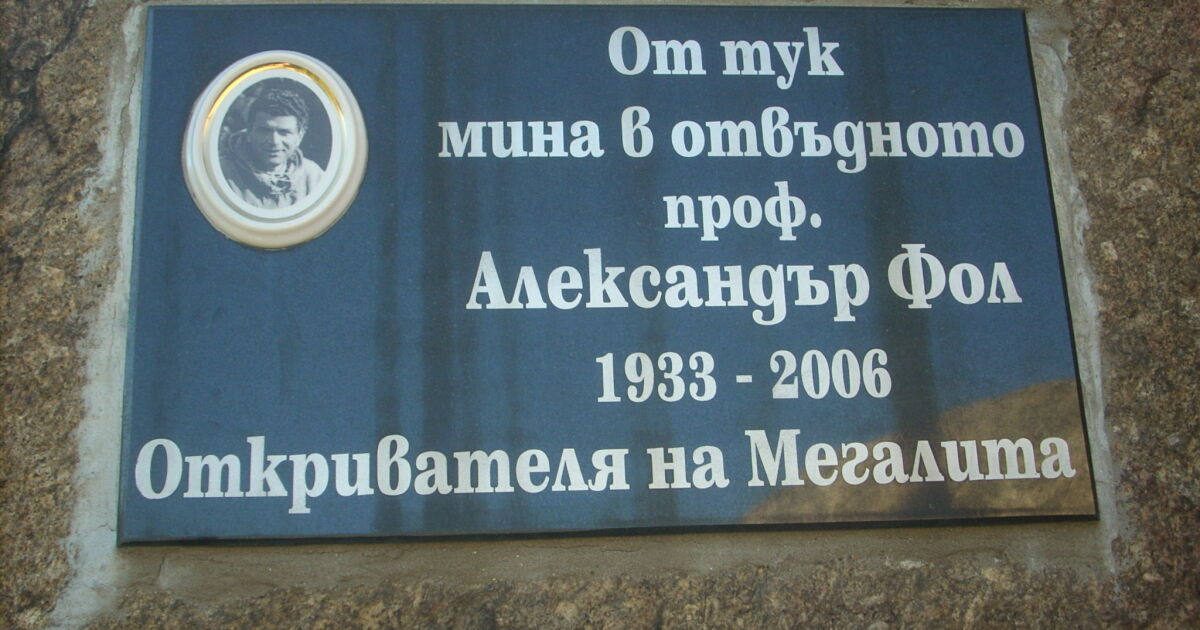 От тук
мина в отвъдното
проф.
Александър Фол
1933 - 2006
Откривателя на Мегалита